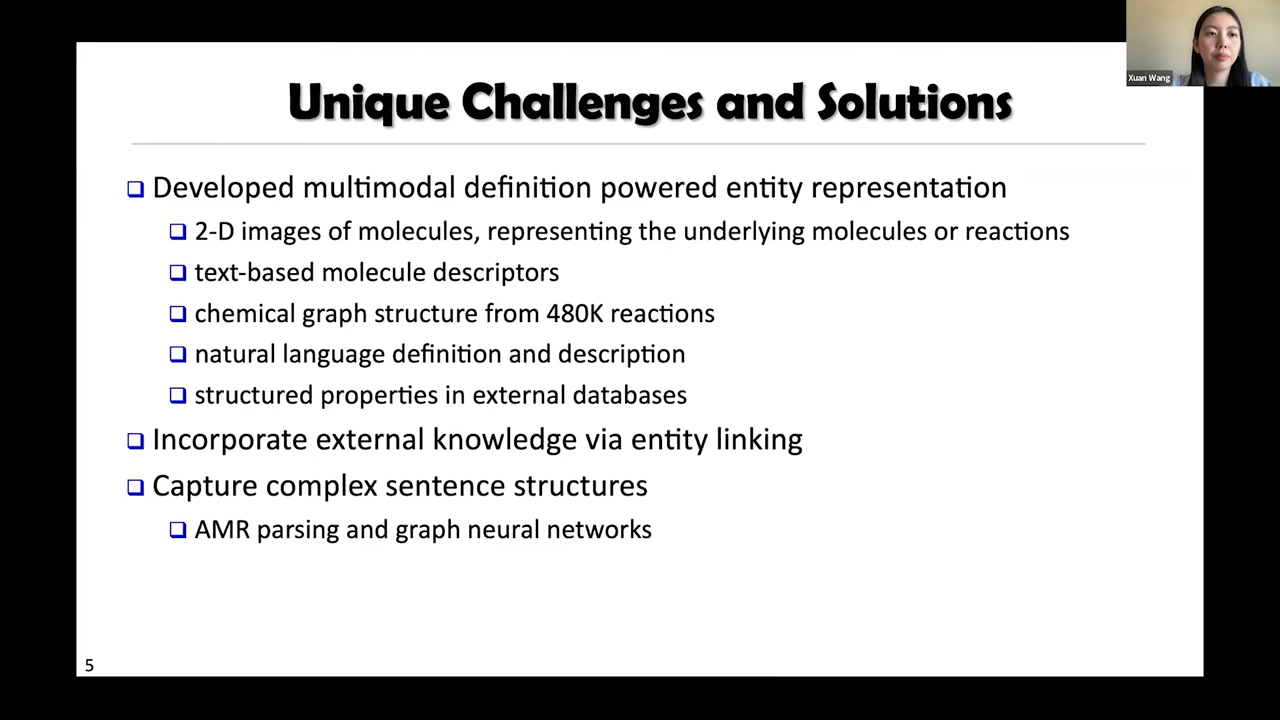 Xuan Wang
Unique Challenges and Solutions
Developed multimodal definition powered entity representation
2-D images of molecules, representing the underlying molecules or reactions
text-based molecule descriptors
chemical graph structure from 480K reactions
natural language definition and description
structured properties in external databases
Incorporate external knowledge via entity linking
Capture complex sentence structures
AMR parsing and graph neural networks
5